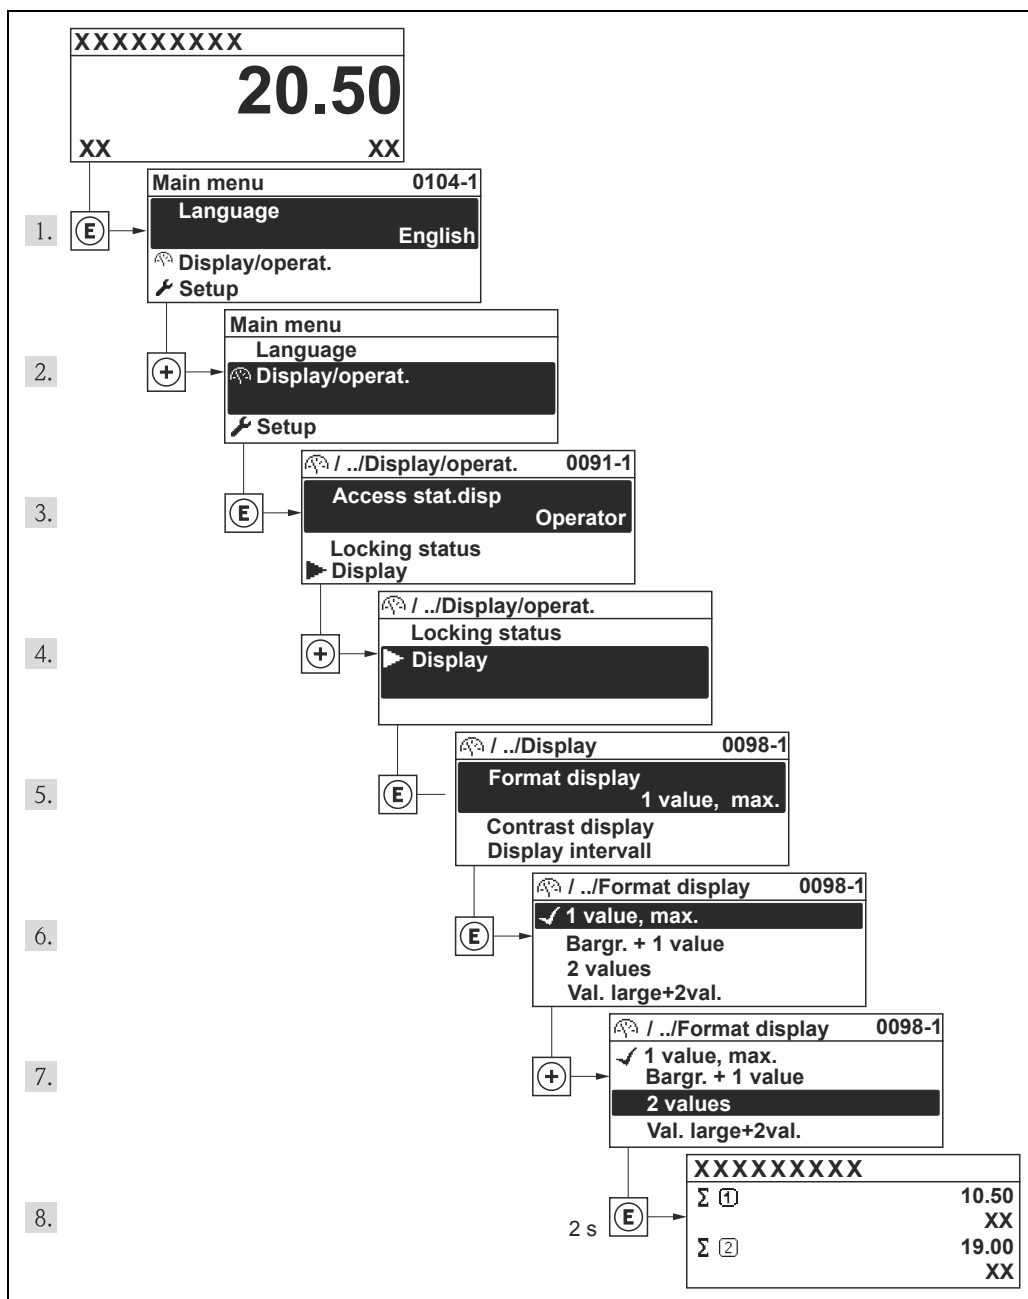 XXXXXXXXX
20.50
XX XX
Main menu 0104-1
Language
English
Display/operat.
Setup
1. E
Main menu
Language
Display/operat.
Setup
2. +
/ ../Display/operat. 0091-1
Access stat.disp
Operator
Locking status
Display
3. E
/ ../Display/operat.
Locking status
Display
4. +
/ ../Display 0098-1
Format display
1 value, max.
Contrast display
Display intervall
5. E
/ ../Format display 0098-1
1 value, max.
Bargr. + 1 value
2 values
Val. large+2val.
6. E
/ ../Format display 0098-1
1 value, max.
Bargr. + 1 value
2 values
Val. large+2val.
7. +
XXXXXXXXX
Σ 1 10.50
XX
Σ 2 19.00
XX
8. 2 s E